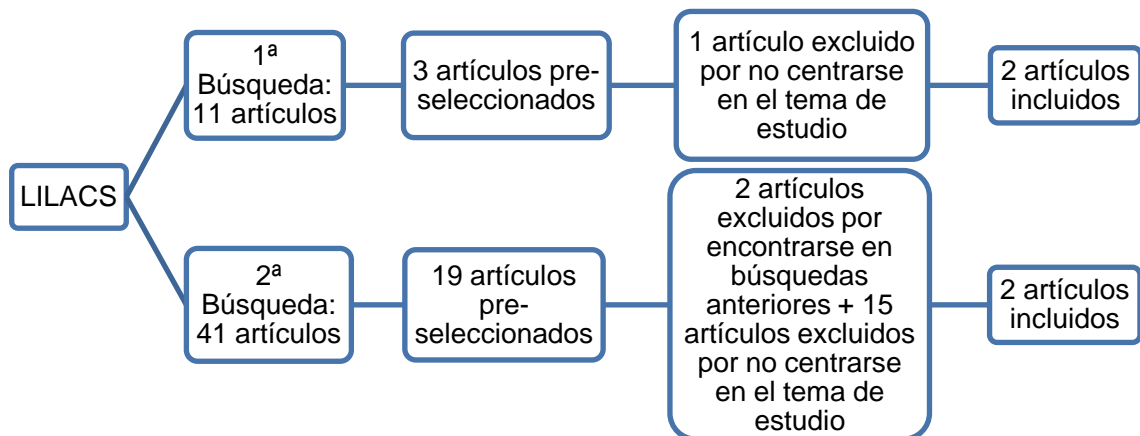 LILACS
1ª
Búsqueda:
11 artículos
3 artículos pre-
seleccionados
1 artículo excluido
por no centrarse
en el tema de
estudio
2 artículos
incluidos
2ª
Búsqueda:
41 artículos
19 artículos
pre-
seleccionados
2 artículos
excluidos por
encontrarse en
búsquedas
anteriores + 15
artículos excluidos
por no centrarse
en el tema de
estudio
2 artículos
incluidos